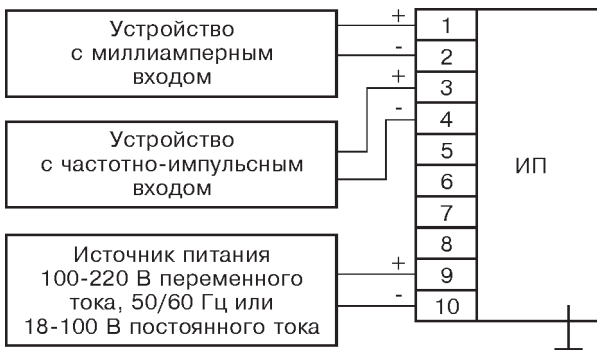 Устройство
с миллиамперным
входом
+
-
Устройство
с частотно-импульсным
входом
+
-
Источник питания
100-220 В переменного
тока, 50/60 Гц или
18-100 В постоянного тока
+
-
1
2
3
4
5
6
7
8
9
10
ИП